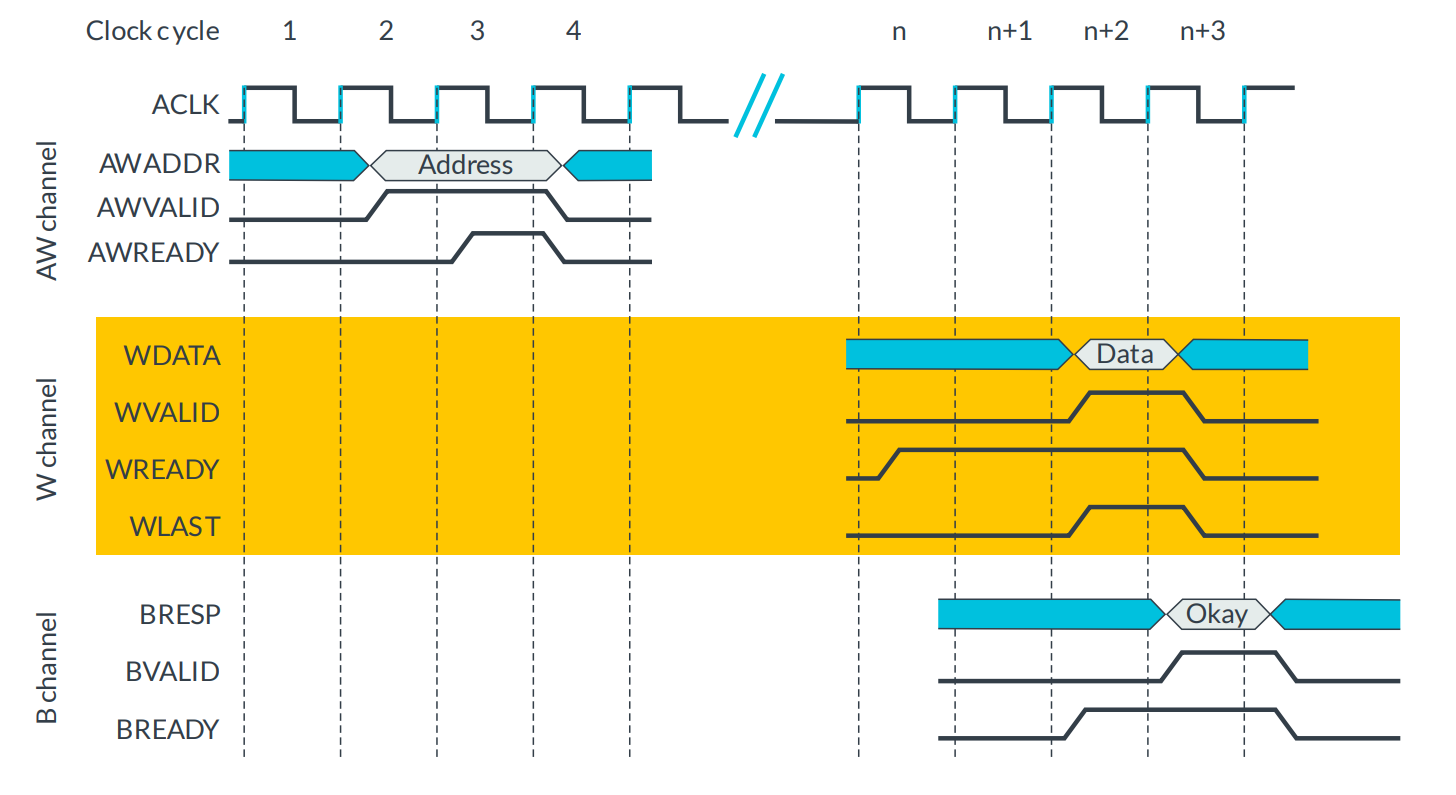 Clock cycle 1 2 3 4 n n+1 n+2 n+3
ACLK
AW channel
AWADDR Address
AWVALID
AWREADY
W channel
WDATA Data
WVALID
WREADY
WLAST
B channel
BRESP Okay
BVALID
BREADY